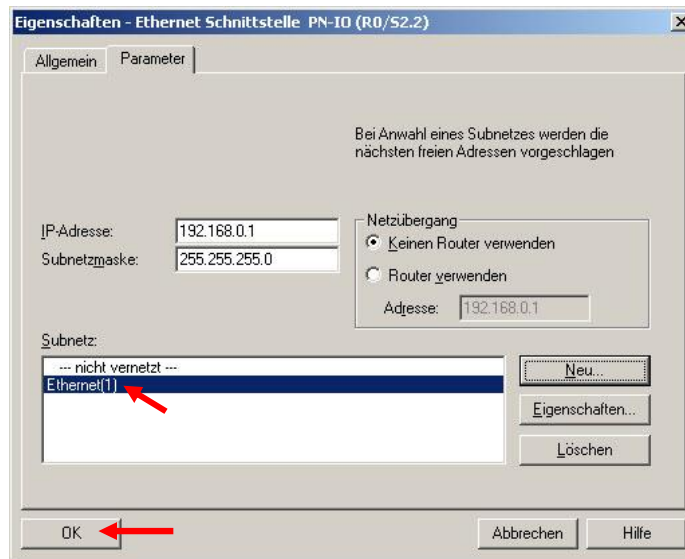 Eigenschaften - Ethernet Schnittstelle PN-IO (R0/S2.2)
Allgemein
Parameter
Bei Anwahl eines Subnetzes werden die
nächsten freien Adressen vorgeschlagen
IP-Adresse:
192.168.0.1
Subnetzmaske:
255.255.255.0
Netzübergang
Keinen Router verwenden
Router verwenden
Adresse:
192.168.0.1
Subnetz:
--- nicht vernetzt ---
Ethernet(1)
Neu...
Eigenschaften...
Löschen
OK
Abbrechen
Hilfe